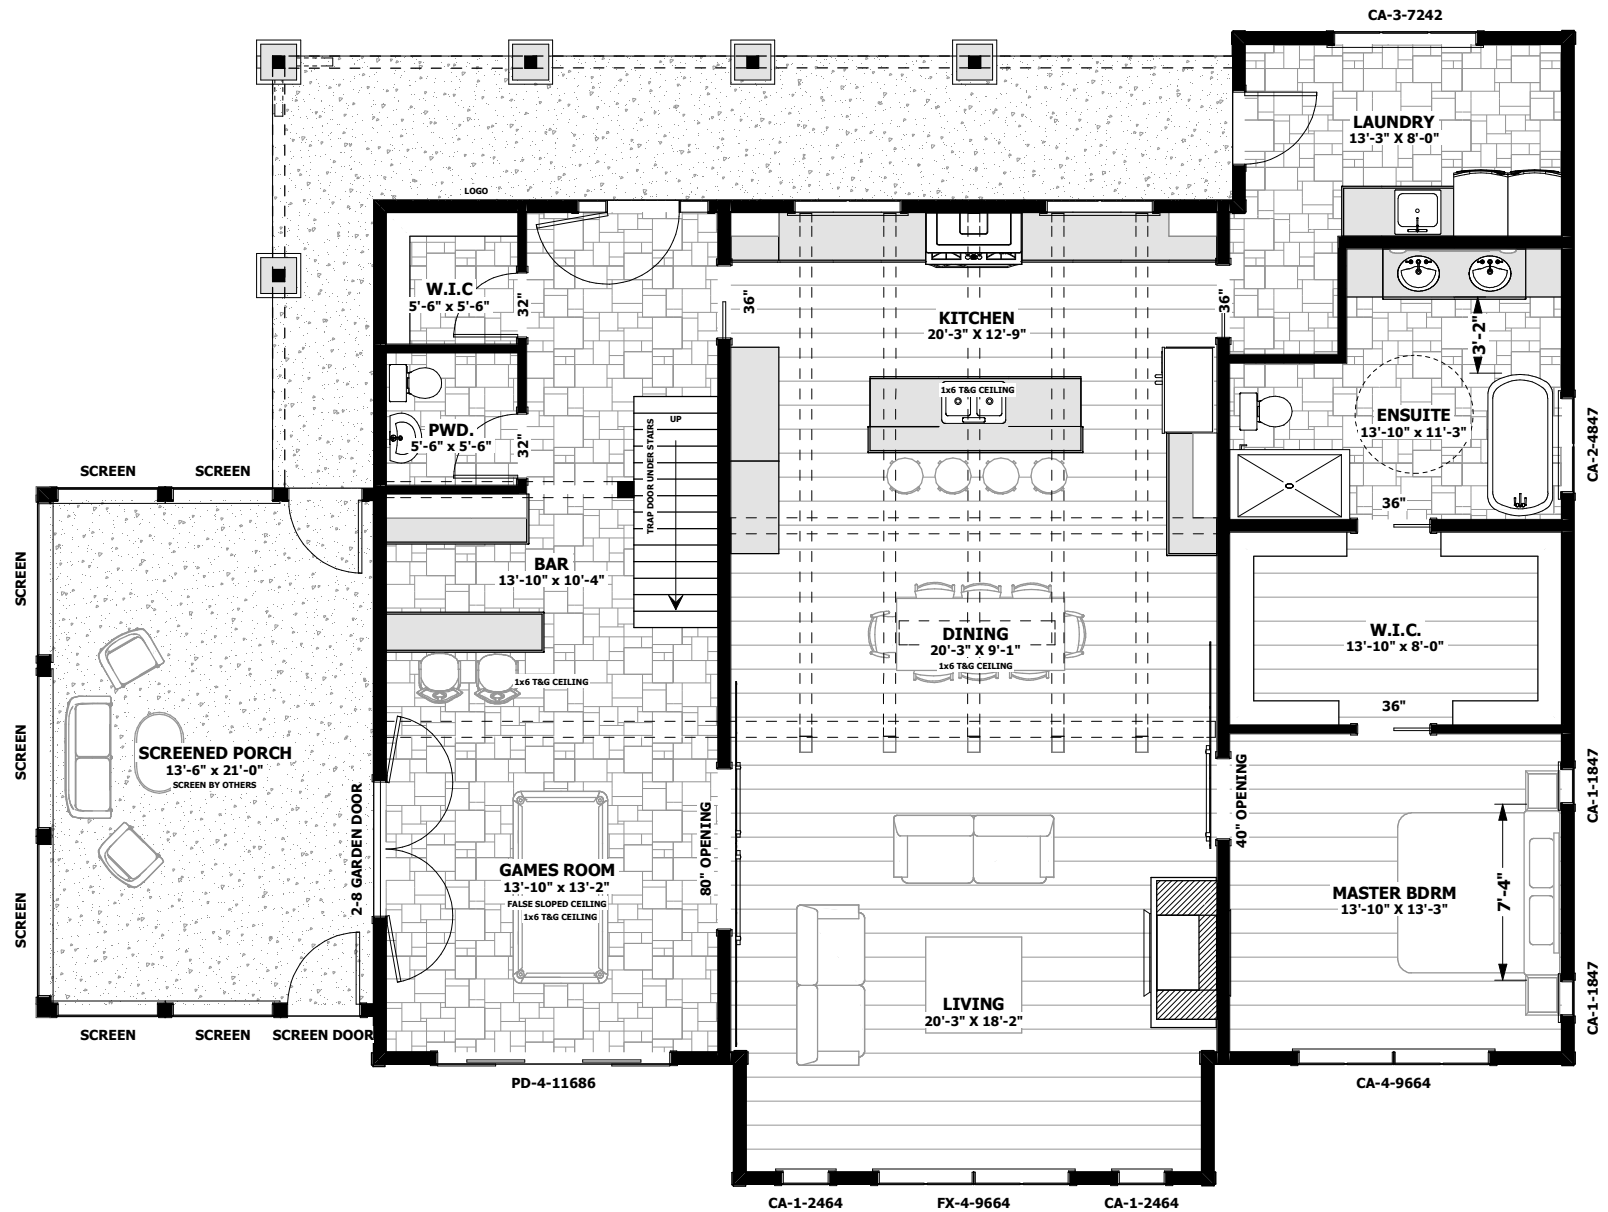 CA-3-7242
LAUNDRY
13'-3" X 8'-0"
LOGO
W.I.C
5'-6" x 5'-6"
32"
36"
KITCHEN
20'-3" X 12'-9"
36"
3'-2"
1x6 T&G CEILING
PWD.
5'-6" x 5'-6"
32"
UP
TRAP DOOR UNDER STAIRS
ENSUITE
13'-10" x 11'-3"
CA-2-4847
36"
SCREEN
SCREEN
SCREEN
BAR
13'-10" x 10'-4"
DINING
20'-3" X 9'-1"
1x6 T&G CEILING
W.I.C.
13'-10" x 8'-0"
36"
1x6 T&G CEILING
SCREEN
SCREENED PORCH
13'-6" x 21'-0"
SCREEN BY OTHERS
2-8 GARDEN DOOR
80" OPENING
40" OPENING
CA-1-1847
GAMES ROOM
13'-10" x 13'-2"
FALSE SLOPED CEILING
1x6 T&G CEILING
MASTER BDRM
13'-10" X 13'-3"
7'-4"
SCREEN
LIVING
20'-3" X 18'-2"
CA-1-1847
SCREEN
SCREEN
SCREEN DOOR
PD-4-11686
CA-4-9664
CA-1-2464
FX-4-9664
CA-1-2464